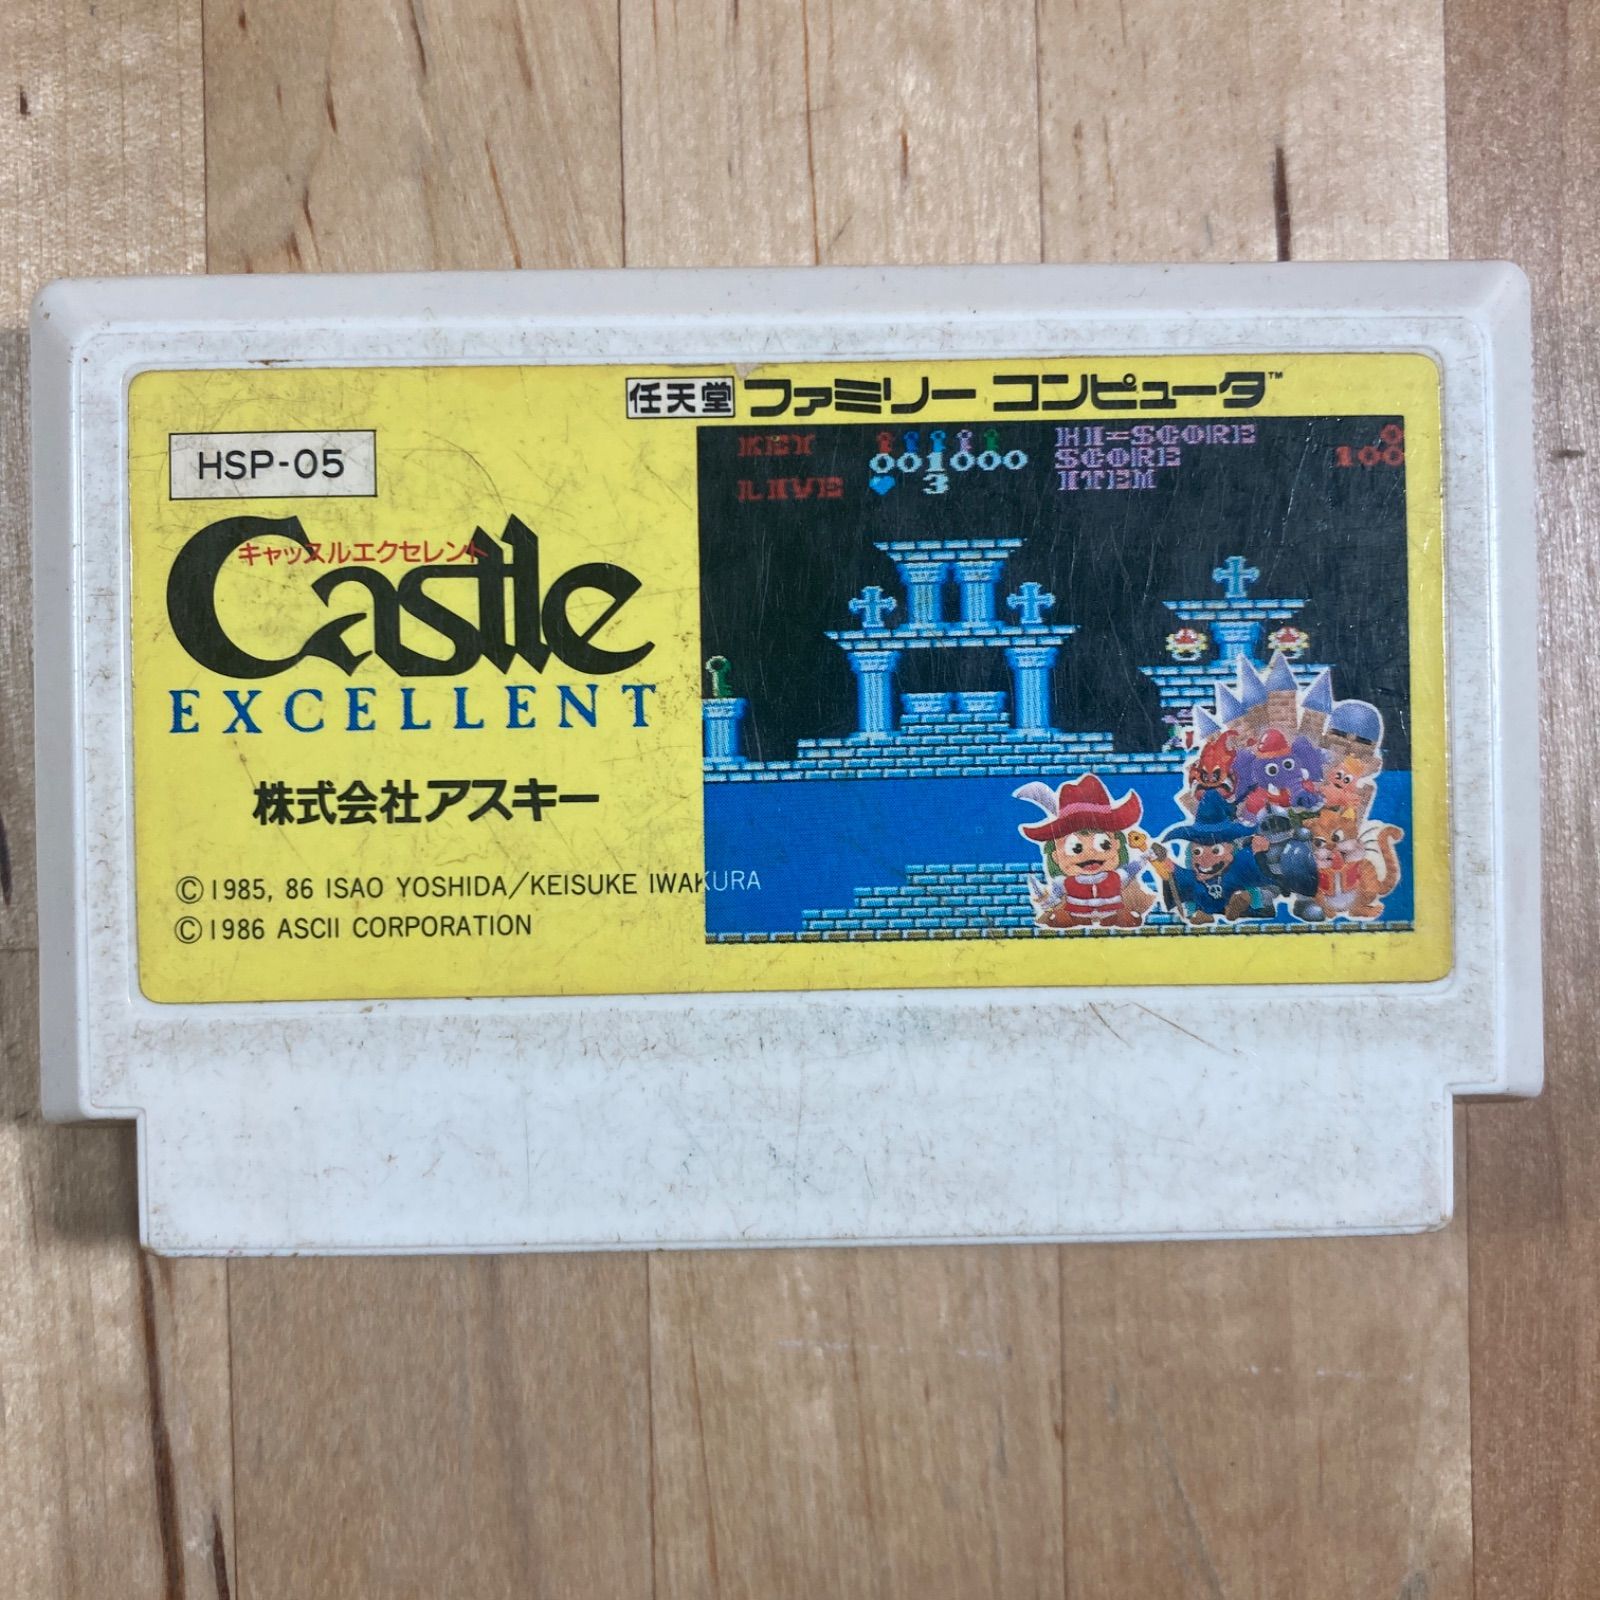 任天堂 ファミリー コンピュータ™
HSP-05
キャッスルエクセレント
Castle
EXCELLENT
株式会社アスキー
© 1985, 86 ISAO YOSHIDA/KEISUKE IWAKURA
© 1986 ASCII CORPORATION
KEY
001000
LIVE 3
HI=SCORE 0
SCORE 100
ITEM